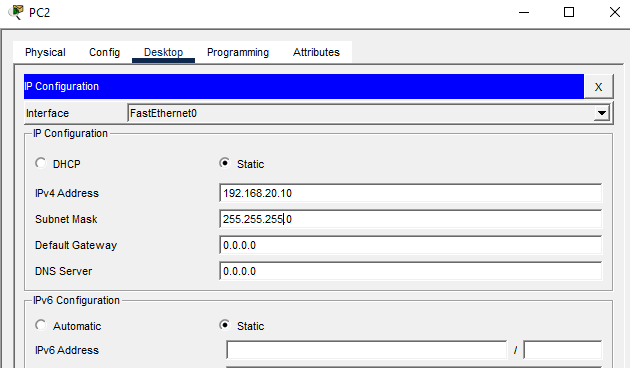 PC2
Physical Config Desktop Programming Attributes
IP Configuration X
Interface FastEthernet0
IP Configuration
DHCP Static
IPv4 Address 192.168.20.10
Subnet Mask 255.255.255.0
Default Gateway 0.0.0.0
DNS Server 0.0.0.0
IPv6 Configuration
Automatic Static
IPv6 Address /